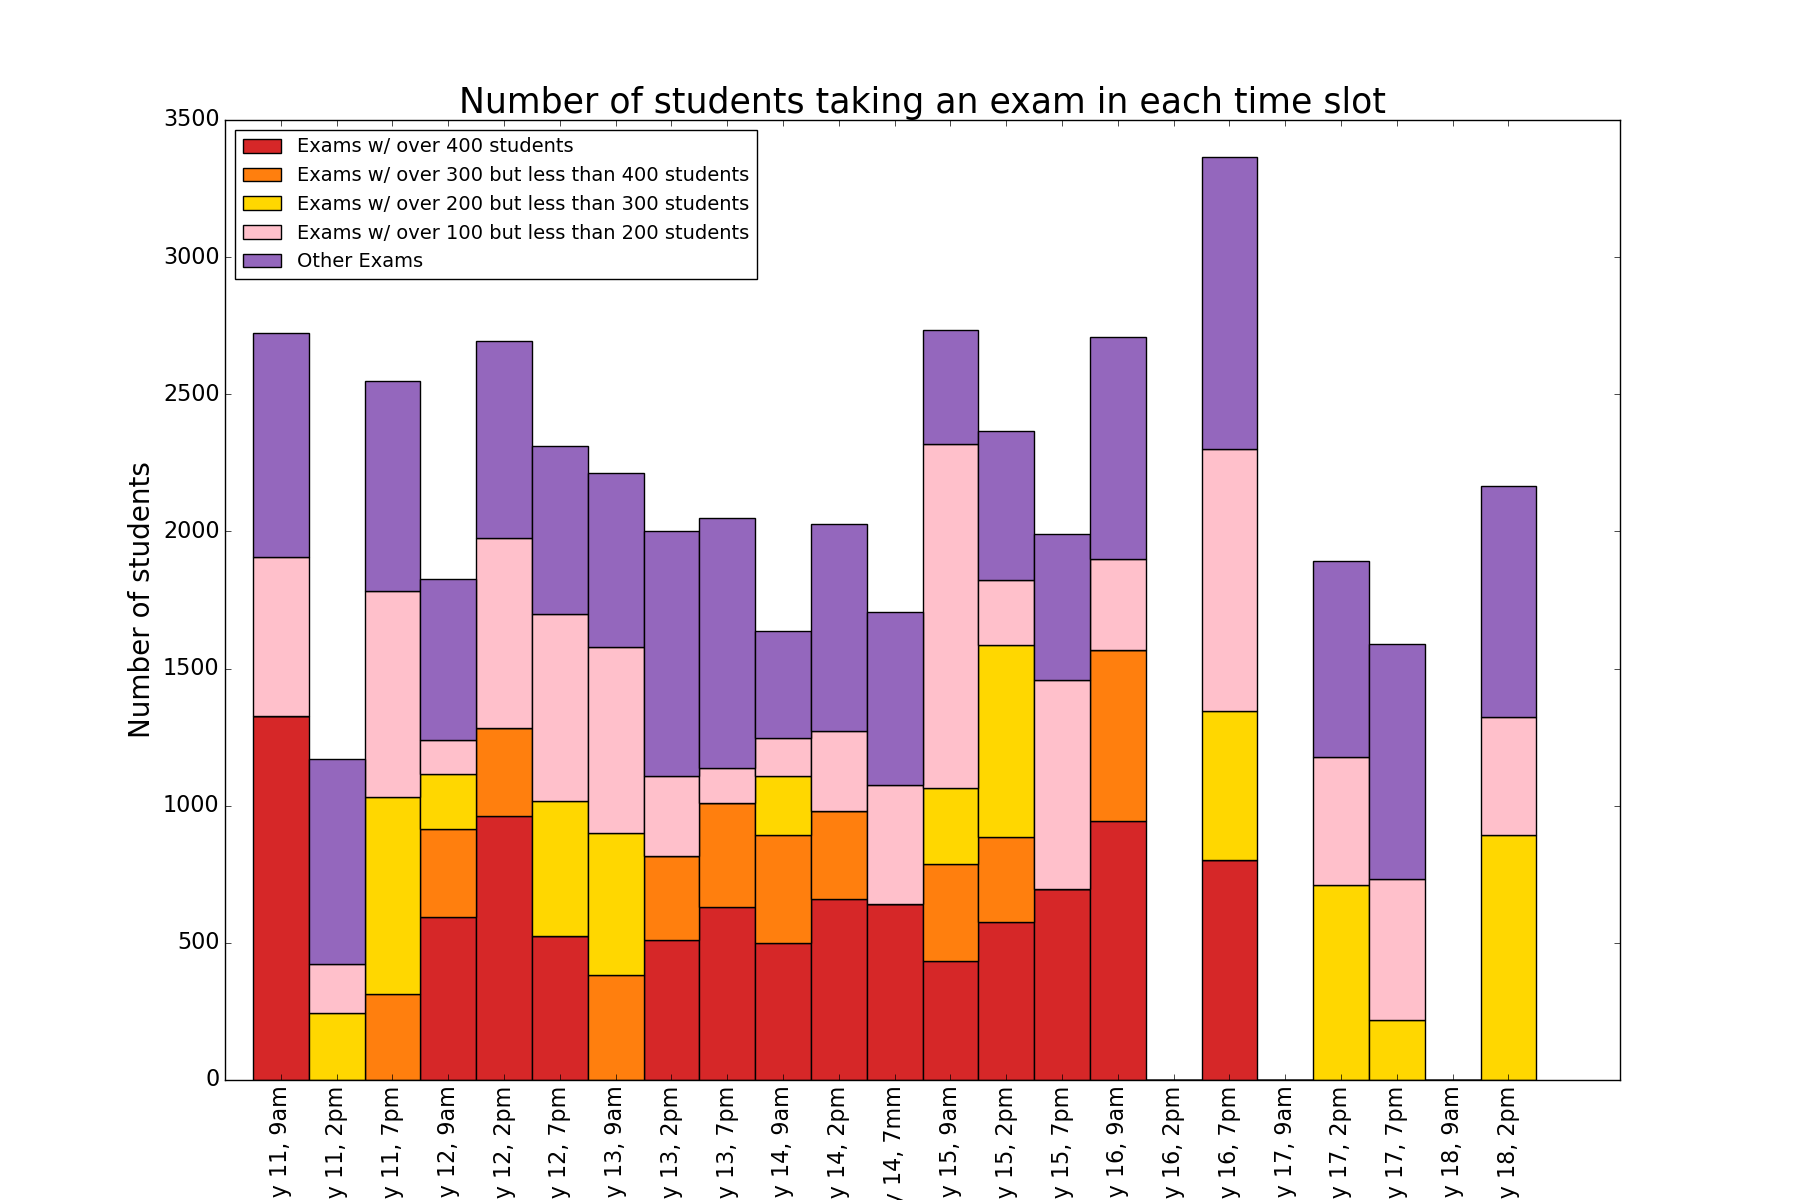 Number of students taking an exam in each time slot
3500
3000
2500
2000
1500
1000
500
0
Number of students
Exams w/ over 400 students
Exams w/ over 300 but less than 400 students
Exams w/ over 200 but less than 300 students
Exams w/ over 100 but less than 200 students
Other Exams
y 11, 9am
y 11, 2pm
y 11, 7pm
y 12, 9am
y 12, 2pm
y 12, 7pm
y 13, 9am
y 13, 2pm
y 13, 7pm
y 14, 9am
y 14, 2pm
y 14, 7mm
y 15, 9am
y 15, 2pm
y 15, 7pm
y 16, 9am
y 16, 2pm
y 16, 7pm
y 17, 9am
y 17, 2pm
y 17, 7pm
y 18, 9am
y 18, 2pm